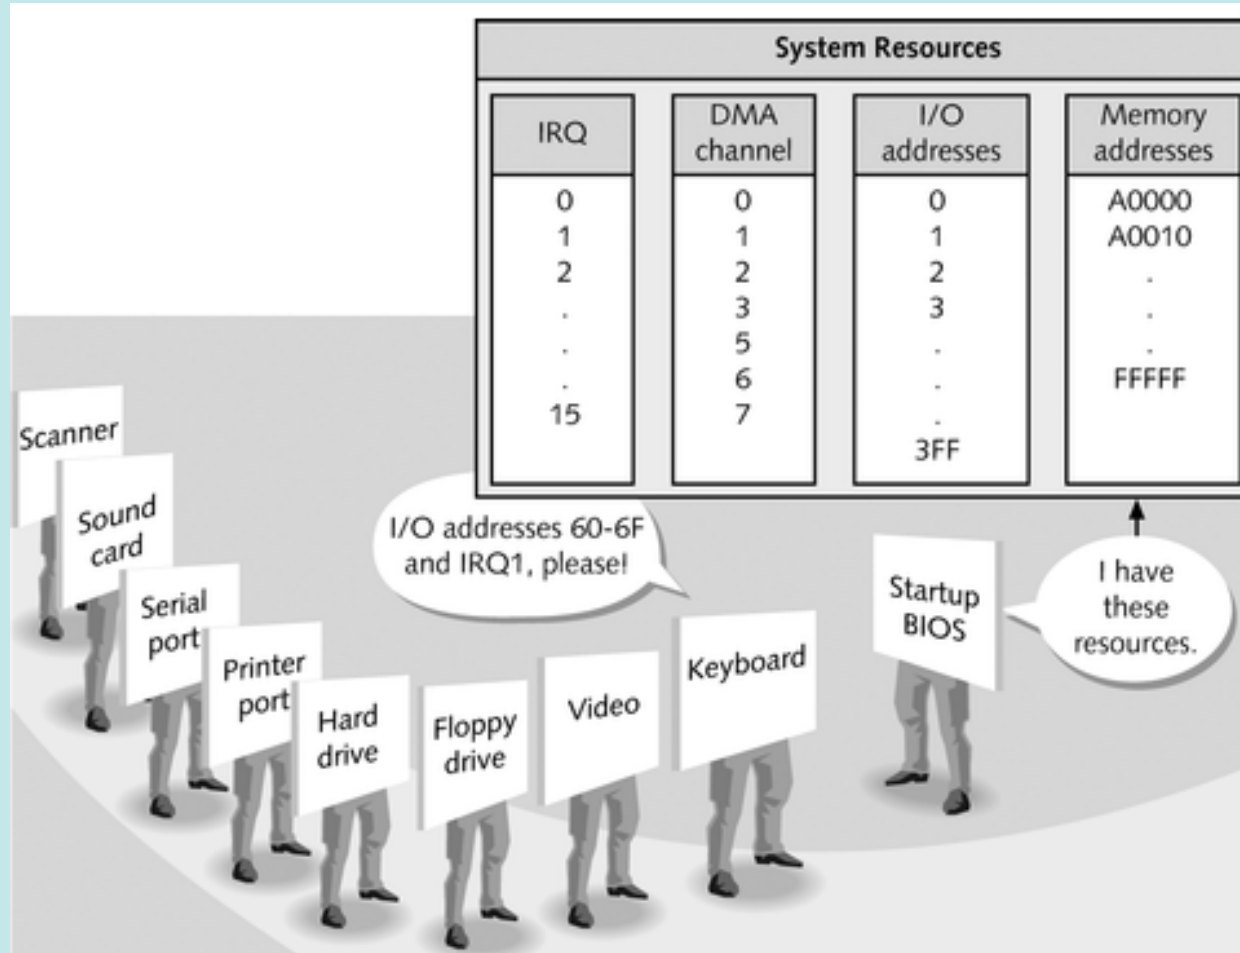 System Resources
IRQ
0
1
2
.
.
.
15
DMA
channel
0
1
2
3
5
6
7
I/O
addresses
0
1
2
3
.
.
.
3FF
Memory
addresses
A0000
A0010
.
.
.
FFFFF
Scanner
Sound
card
Serial
port
Printer
port
Hard
drive
Floppy
drive
Video
I/O addresses 60-6F
and IRQ1, please!
Keyboard
Startup
BIOS
I have
these
resources.